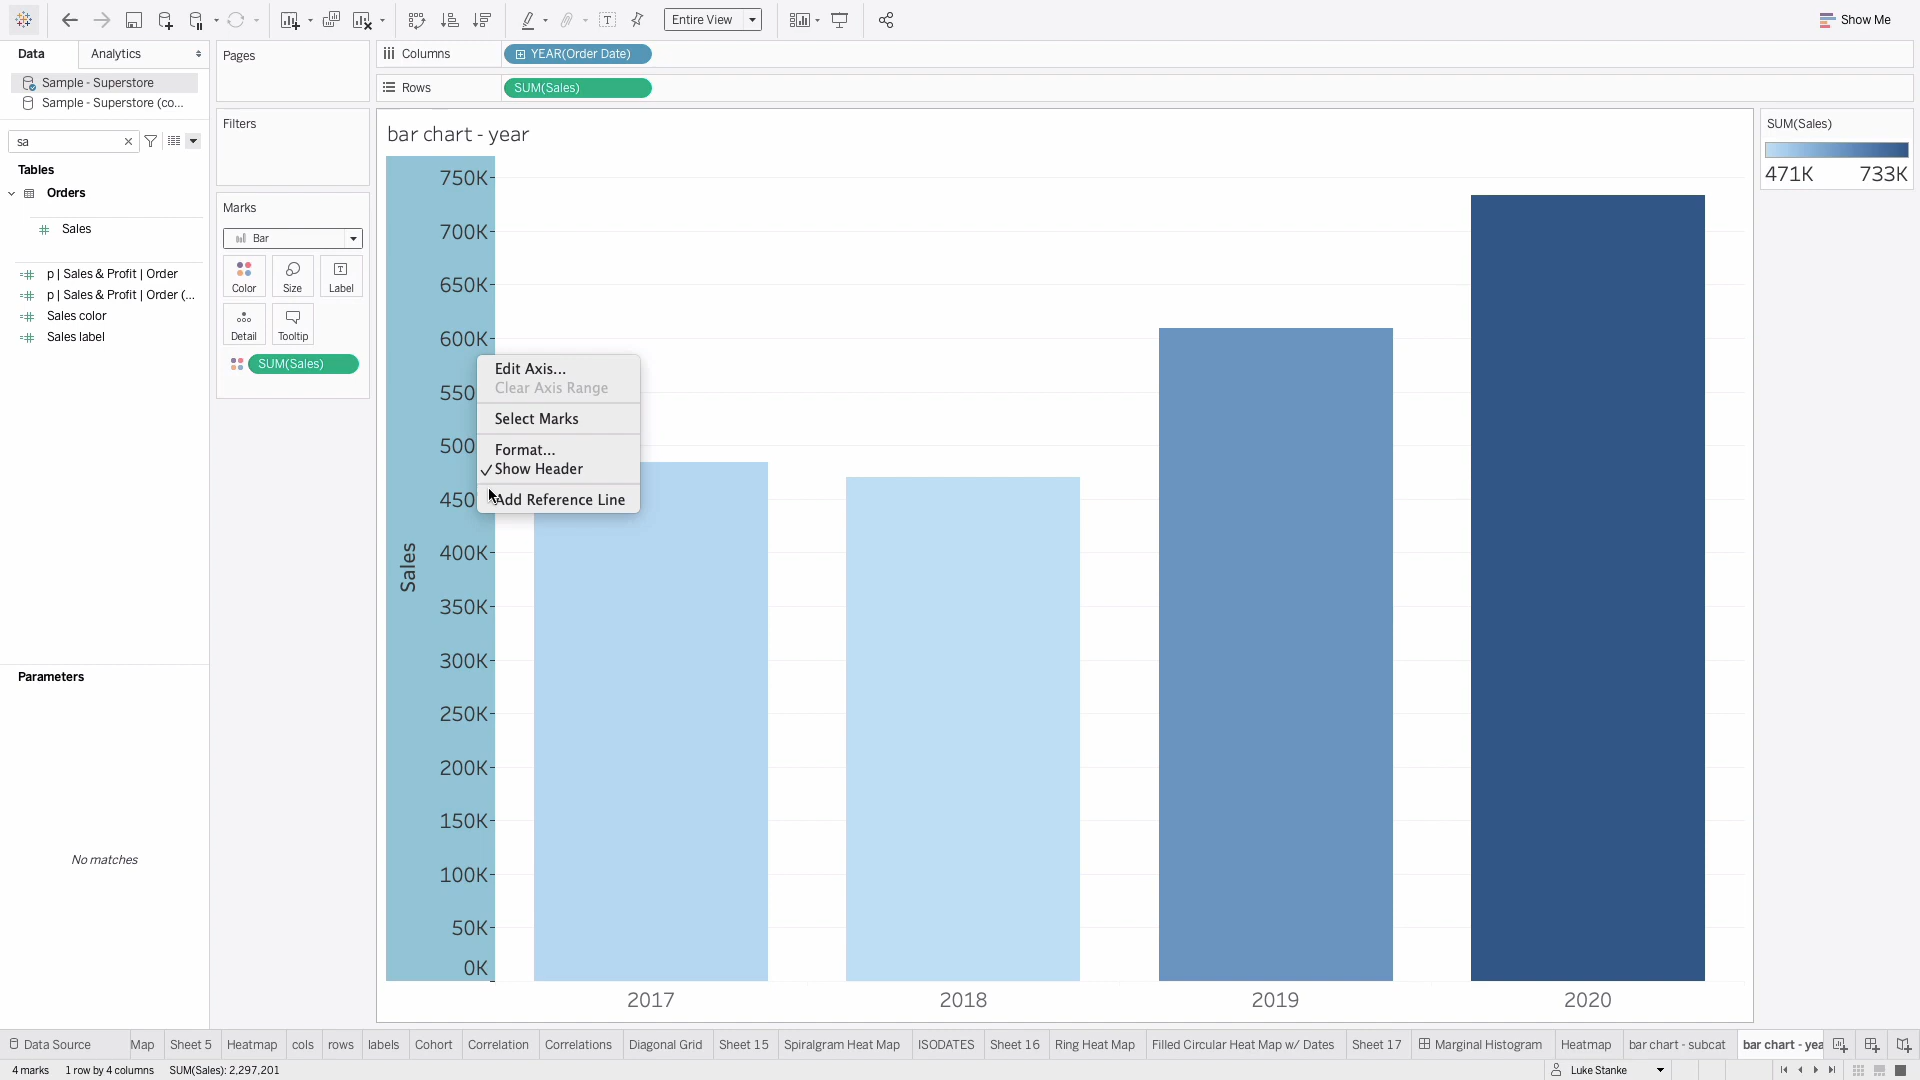 Entire View
Show Me
Data
Analytics
Sample - Superstore
Sample - Superstore (co...
sa
Tables
Orders
Sales
p | Sales & Profit | Order
p | Sales & Profit | Order (...
Sales color
Sales label
Parameters
No matches
Pages
Filters
Marks
Bar
Color
Size
Label
Detail
Tooltip
SUM(Sales)
Columns
YEAR(Order Date)
Rows
SUM(Sales)
bar chart - year
750K
700K
650K
600K
550
500
450
400K
350K
300K
250K
200K
150K
100K
50K
0K
Sales
Edit Axis...
Clear Axis Range
Select Marks
Format...
Show Header
Add Reference Line
2017
2018
2019
2020
SUM(Sales)
471K
733K
Data Source
Map
Sheet 5
Heatmap
cols
rows
labels
Cohort
Correlation
Correlations
Diagonal Grid
Sheet 15
Spiralgram Heat Map
ISODATES
Sheet 16
Ring Heat Map
Filled Circular Heat Map w/ Dates
Sheet 17
Marginal Histogram
Heatmap
bar chart - subcat
bar chart - yea
4 marks
1 row by 4 columns
SUM(Sales): 2,297,201
Luke Stanke